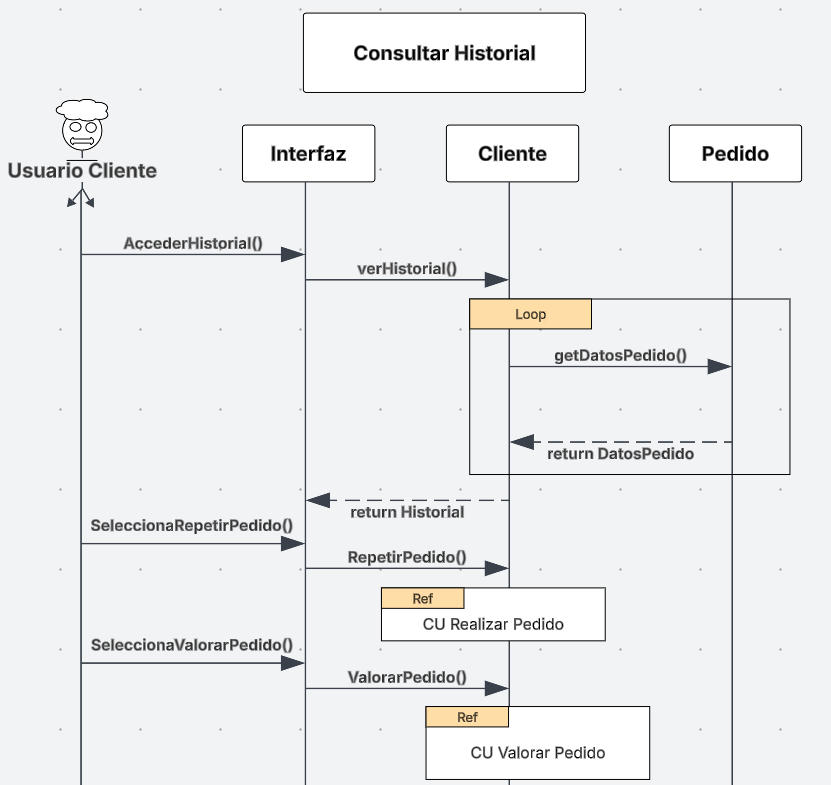 Consultar Historial
Usuario Cliente
Interfaz
Cliente
Pedido
AccederHistorial()
verHistorial()
Loop
getDatosPedido()
return DatosPedido
return Historial
SeleccionaRepetirPedido()
RepetirPedido()
Ref
CU Realizar Pedido
SeleccionaValorarPedido()
ValorarPedido()
Ref
CU Valorar Pedido